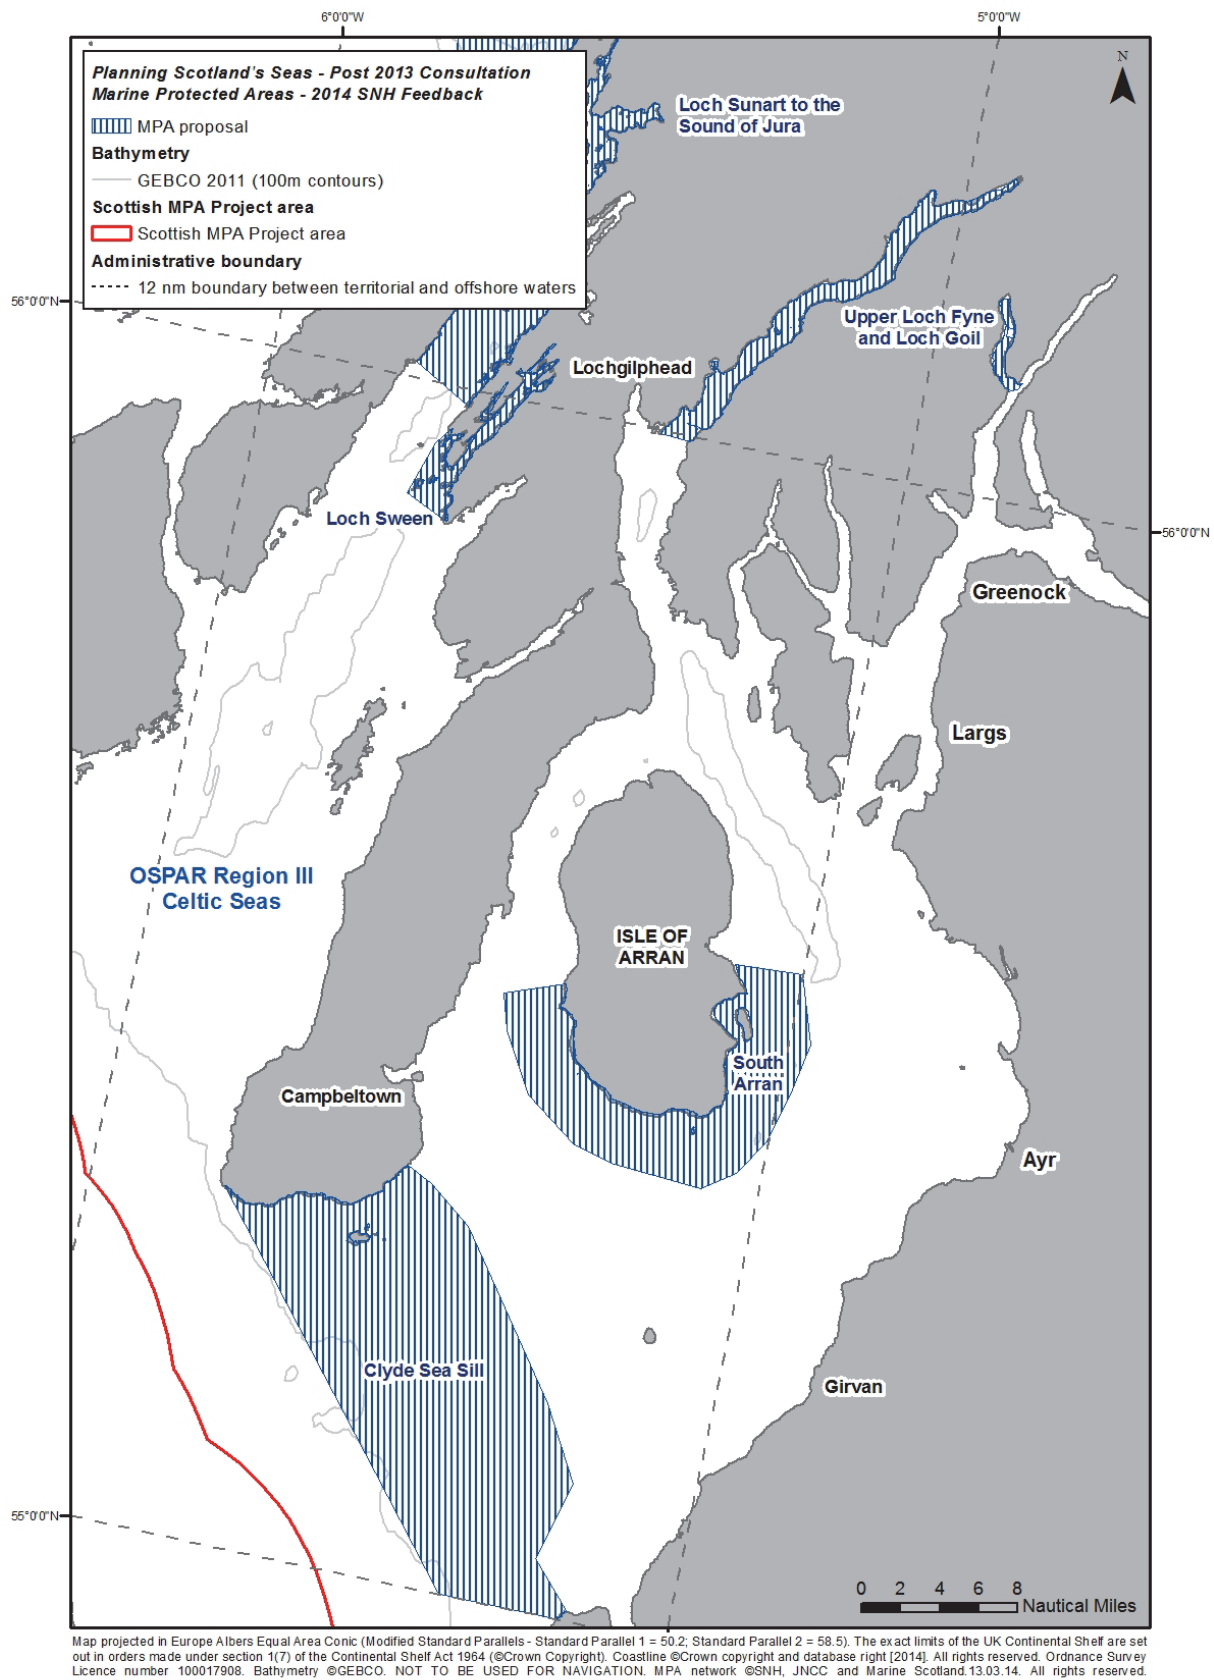 6°0'0"W
5°0'0"W
Planning Scotland's Seas - Post 2013 Consultation
Marine Protected Areas - 2014 SNH Feedback
MPA proposal
Bathymetry
GEBCO 2011 (100m contours)
Scottish MPA Project area
Scottish MPA Project area
Administrative boundary
12 nm boundary between territorial and offshore waters
N
Loch Sunart to the
Sound of Jura
56°0'0"N
Upper Loch Fyne
and Loch Goil
Lochgilphead
Loch Sween
56°0'0"N
Greenock
Largs
OSPAR Region III
Celtic Seas
ISLE OF
ARRAN
South
Arran
Campbeltown
Ayr
Clyde Sea Sill
Girvan
55°0'0"N
0 2 4 6 8
Nautical Miles
Map projected in Europe Albers Equal Area Conic (Modified Standard Parallels - Standard Parallel 1 = 50.2; Standard Parallel 2 = 58.5). The exact limits of the UK Continental Shelf are set
out in orders made under section 1(7) of the Continental Shelf Act 1964 (©Crown Copyright). Coastline ©Crown copyright and database right [2014]. All rights reserved. Ordnance Survey
Licence number 100017908. Bathymetry ©GEBCO. NOT TO BE USED FOR NAVIGATION. MPA network ©SNH, JNCC and Marine Scotland.13.03.14. All rights reserved.